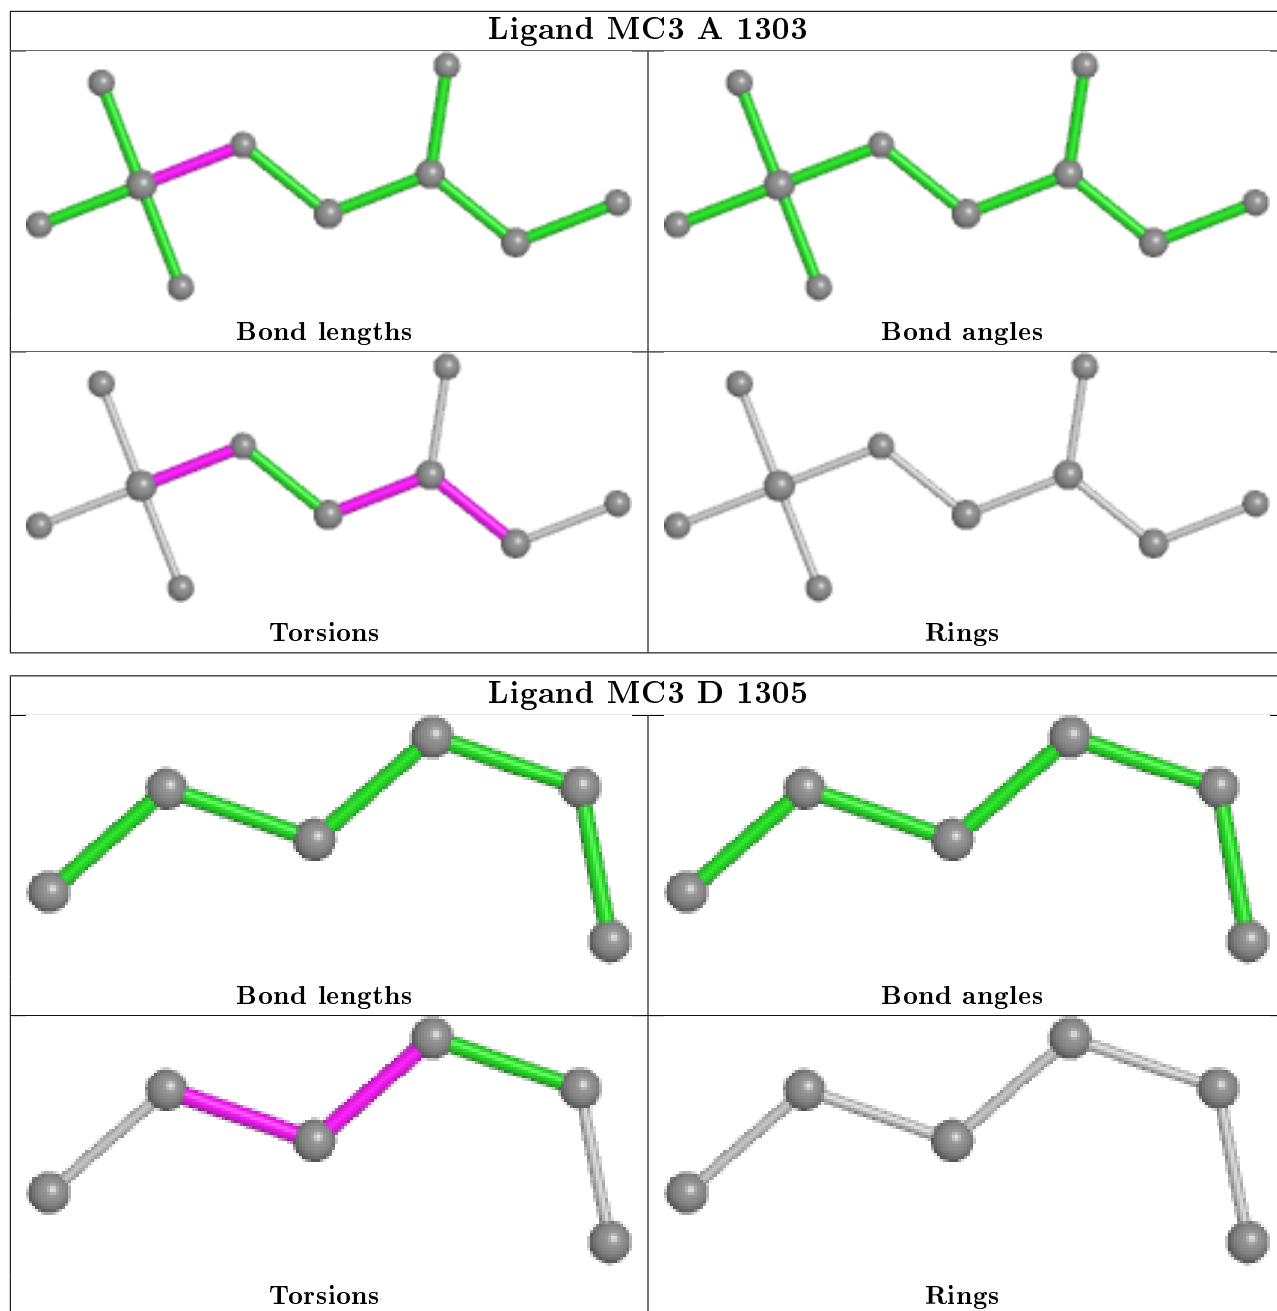 Ligand MC3 A 1303
Bond lengths
Bond angles
Torsions
Rings
Ligand MC3 D 1305
Bond lengths
Bond angles
Torsions
Rings